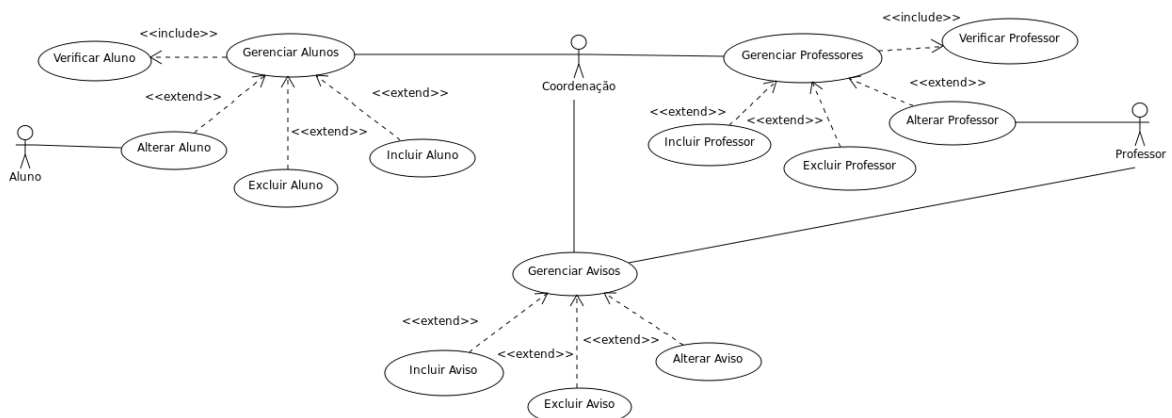 <<include>>
Verificar Aluno
Gerenciar Alunos
<<extend>>
<<extend>>
<<extend>>
Alterar Aluno
Incluir Aluno
Excluir Aluno
Aluno
Coordenação
<<include>>
Gerenciar Professores
Verificar Professor
<<extend>>
<<extend>>
<<extend>>
Incluir Professor
Alterar Professor
Excluir Professor
Professor
Gerenciar Avisos
<<extend>>
<<extend>>
<<extend>>
Incluir Aviso
Alterar Aviso
Excluir Aviso